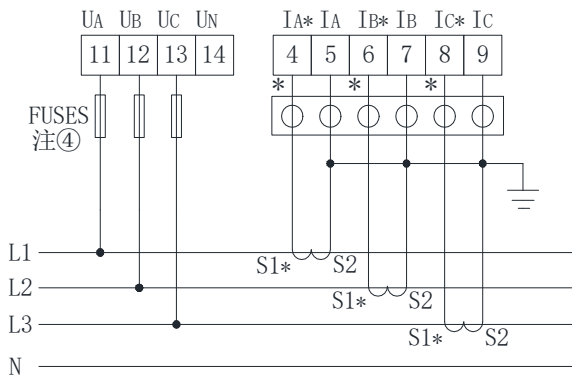 UA UB UC UN IA* IA IB* IB IC* IC
11 12 13 14 4 5 6 7 8 9
* * *
FUSES
注④
L1
S1* S2
L2
S1* S2
L3
S1* S2
N